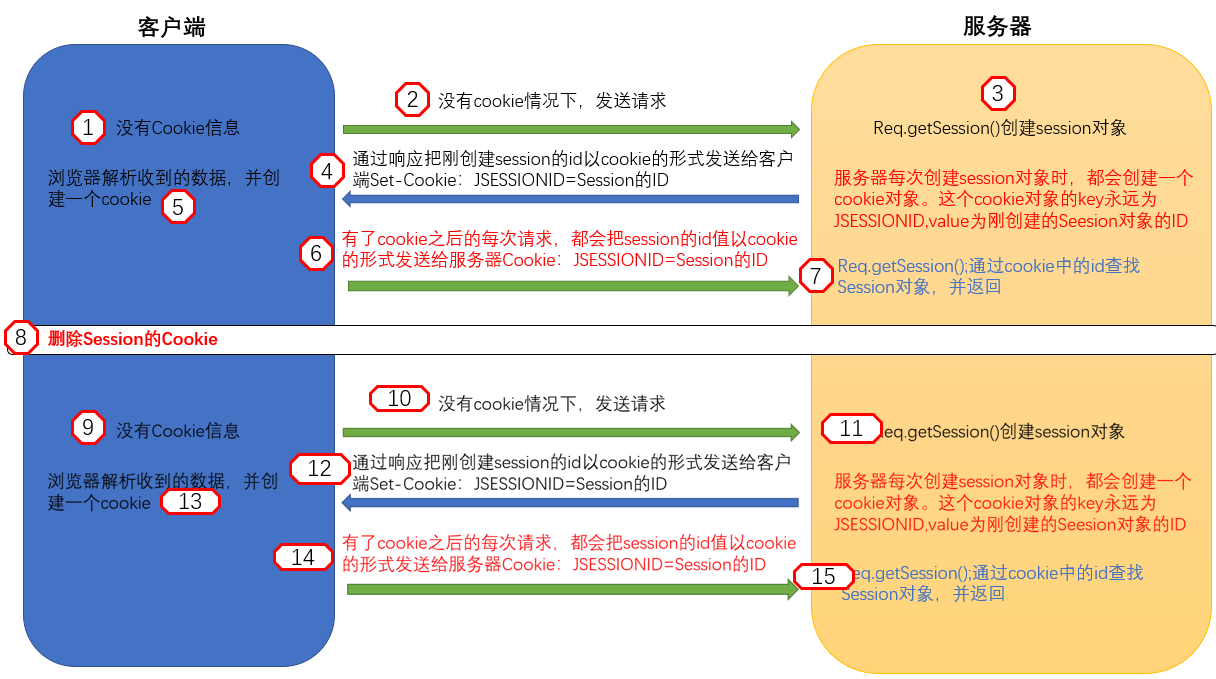 客户端
服务器
1 没有Cookie信息
2 没有cookie情况下，发送请求
3
Req.getSession()创建session对象
4 通过响应把刚创建session的id以cookie的形式发送给客户
端Set-Cookie：JSESSIONID=Session的ID
浏览器解析收到的数据，并创
建一个cookie 5
服务器每次创建session对象时，都会创建一个
cookie对象。这个cookie对象的key永远为
JSESSIONID,value为刚创建的Seesion对象的ID
6 有了cookie之后的每次请求，都会把session的id值以cookie
的形式发送给服务器Cookie：JSESSIONID=Session的ID
7 Req.getSession();通过cookie中的id查找
Session对象，并返回
8 删除Session的Cookie
9 没有Cookie信息
10 没有cookie情况下，发送请求
11 eq.getSession()创建session对象
12 通过响应把刚创建session的id以cookie的形式发送给客户
端Set-Cookie：JSESSIONID=Session的ID
浏览器解析收到的数据，并创
建一个cookie 13
服务器每次创建session对象时，都会创建一个
cookie对象。这个cookie对象的key永远为
JSESSIONID,value为刚创建的Seesion对象的ID
14 有了cookie之后的每次请求，都会把session的id值以cookie
的形式发送给服务器Cookie：JSESSIONID=Session的ID
15 eq.getSession();通过cookie中的id查找
Session对象，并返回